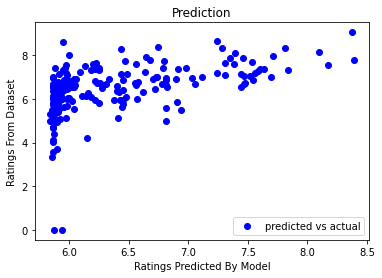 Prediction
Ratings From Dataset
8
6
4
2
0
6.0
6.5
7.0
7.5
8.0
8.5
Ratings Predicted By Model
predicted vs actual